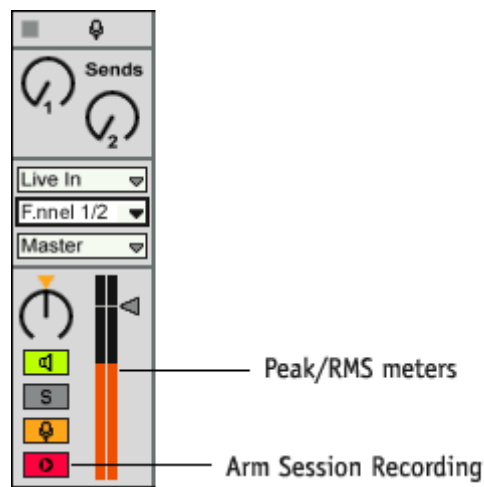 Sends
1
2
Live In
F.nnel 1/2
Master
Peak/RMS meters
S
Arm Session Recording